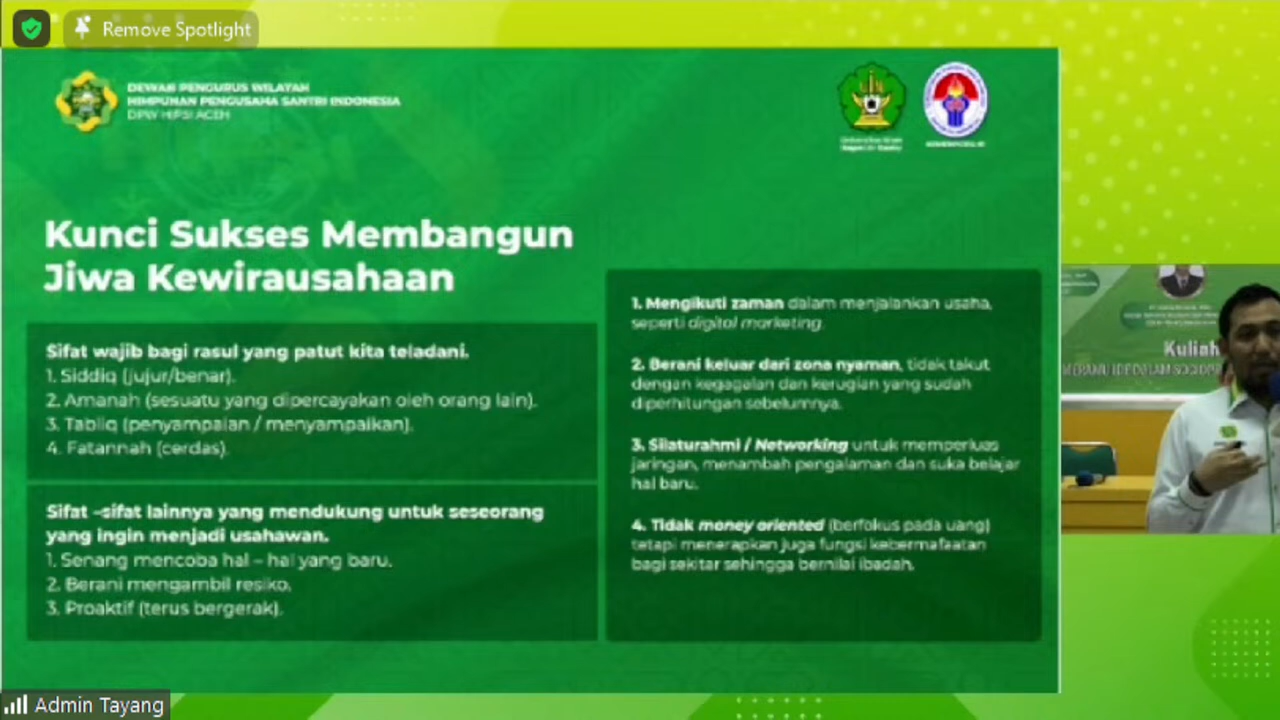 Remove Spotlight
DEWAN PENGURUS WILAYAH
HIMPUNAN PENGUSAHA SANTRI INDONESIA
DPW HIPSI ACEH
Kunci Sukses Membangun
Jiwa Kewirausahaan
Sifat wajib bagi rasul yang patut kita teladani.
1. Siddiq (jujur/benar).
2. Amanah (sesuatu yang dipercayakan oleh orang lain).
3. Tabliq (penyampaian / menyampaikan).
4. Fatannah (cerdas).
Sifat –sifat lainnya yang mendukung untuk seseorang
yang ingin menjadi usahawan.
1. Senang mencoba hal – hal yang baru.
2. Berani mengambil resiko.
3. Proaktif (terus bergerak).
1. Mengikuti zaman dalam menjalankan usaha,
seperti digital marketing.
2. Berani keluar dari zona nyaman, tidak takut
dengan kegagalan dan kerugian yang sudah
diperhitungan sebelumnya.
3. Silaturahmi / Networking untuk memperluas
jaringan, menambah pengalaman dan suka belajar
hal baru.
4. Tidak money oriented (berfokus pada uang)
tetapi menerapkan juga fungsi kebermafaatan
bagi sekitar sehingga bernilai ibadah.
Kuliah
Admin Tayang